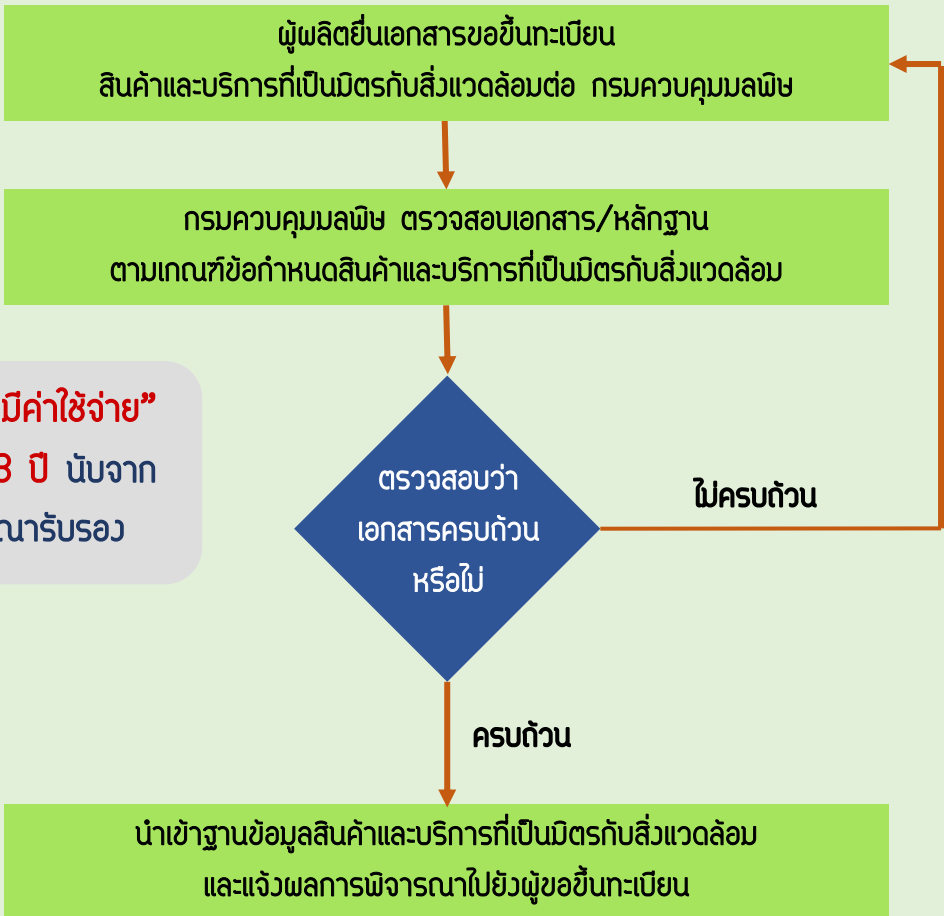 ผู้ผลิตยื่นเอกสารขอขึ้นทะเบียน
สินค้าและบริการที่เป็นมิตรกับสิ่งแวดล้อมต่อ กรมควบคุมมลพิษ
กรมควบคุมมลพิษ ตรวจสอบเอกสาร/หลักฐาน
ตามเกณฑ์ข้อกำหนดสินค้าและบริการที่เป็นมิตรกับสิ่งแวดล้อม
มีค่าใช้จ่าย”
3 ปี นับจาก
ณารับรอง
ตรวจสอบว่า
เอกสารครบถ้วน
หรือไม่
ไม่ครบถ้วน
ครบถ้วน
นำเข้าฐานข้อมูลสินค้าและบริการที่เป็นมิตรกับสิ่งแวดล้อม
และแจ้งผลการพิจารณาไปยังผู้ขอขึ้นทะเบียน